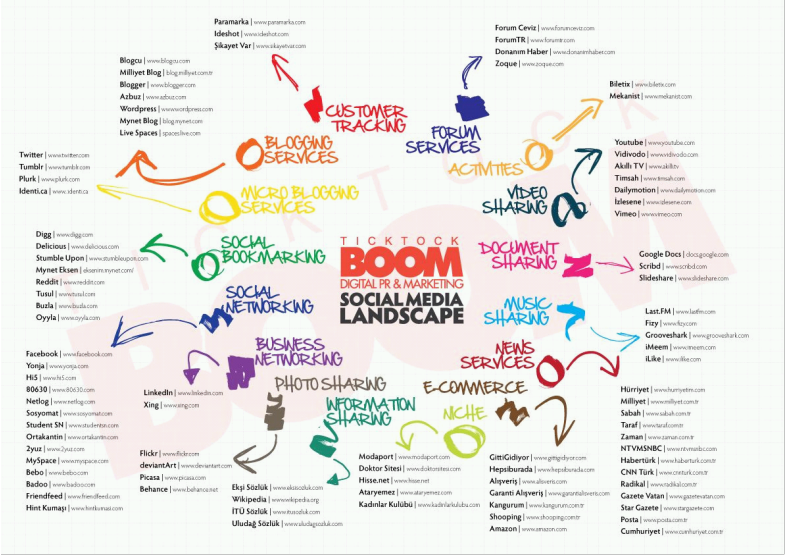 Paramarka | www.paramarka.com
Ideshot | www.ideshot.com
Şikayet Var | www.sikayetvar.com
CUSTOMER
TRACKING
Forum Ceviz | www.forumceviz.com
ForumTR | www.forumtr.com
Donanım Haber | www.donanimhaber.com
Zoque | www.zoque.com
FORUM
SERVICES
Blogcu | www.blogcu.com
Milliyet Blog | blog.milliyet.com.tr
Blogger | www.blogger.com
Azbuz | www.azbuz.com
Wordpress | www.wordpress.com
Mynet Blog | blog.mynet.com
Live Spaces | spaces.live.com
BLOGGING
SERVICES
Biletix | www.biletix.com
Mekanist | www.mekanist.com
ACTIVITIES
Twitter | www.twitter.com
Tumblr | www.tumblr.com
Plurk | www.plurk.com
Identi.ca | www.identi.ca
MICRO BLOGGING
SERVICES
Youtube | www.youtube.com
Vidivodo | www.vidivodo.com
Akıllı TV | www.akilli.tv
Timsah | www.timsah.com
Dailymotion | www.dailymotion.com
İzlesene | www.izlesene.com
Vimeo | www.vimeo.com
VIDEO
SHARING
Digg | www.digg.com
Delicious | www.delicious.com
Stumble Upon | www.stumbleupon.com
Mynet Eksen | eksenim.mynet.com/
Reddit | www.reddit.com
Tusul | www.tusul.com
Buzla | www.buzla.com
Oyyla | www.oyyla.com
SOCIAL
BOOKMARKING
TICKTOCK
BOOM
DIGITAL PR & MARKETING
SOCIAL MEDIA
LANDSCAPE
DOCUMENT
SHARING
Google Docs | docs.google.com
Scribd | www.scribd.com
Slideshare | www.slideshare.com
SOCIAL
NETWORKING
MUSIC
SHARING
Last.FM | www.lastfm.com
Fizy | www.fizy.com
Grooveshark | www.grooveshark.com
iMeem | www.imeem.com
iLike | www.ilike.com
Facebook | www.facebook.com
Yonja | www.yonja.com
Hi5 | www.hi5.com
80630 | www.80630.com
Netlog | www.netlog.com
Sosyomat | www.sosyomat.com
Student SN | www.studentsn.com
Ortakantin | www.ortakantin.com
2yuz | www.2yuz.com
MySpace | www.myspace.com
Bebo | www.bebo.com
Badoo | www.badoo.com
Friendfeed | www.friendfeed.com
Hint Kumaşı | www.hintkumasi.com
BUSINESS
NETWORKING
LinkedIn | www.linkedin.com
Xing | www.xing.com
NEWS
SERVICES
Hürriyet | www.hurriyetim.com
Milliyet | www.milliyet.com.tr
Sabah | www.sabah.com.tr
Taraf | www.taraf.com.tr
Zaman | www.zaman.com.tr
NTVMSNBC | www.ntvmsnbc.com
Habertürk | www.haberturk.com.tr
CNN Türk | www.cnnturk.com.tr
Radikal | www.radikal.com.tr
Gazete Vatan | www.gazetevatan.com
Star Gazete | www.stargazete.com
Posta | www.posta.com.tr
Cumhuriyet | www.cumhuriyet.com.tr
PHOTO SHARING
Flickr | www.flickr.com
deviantArt | www.deviantart.com
Picasa | www.picasa.com
Behance | www.behance.net
INFORMATION
SHARING
Ekşi Sözlük | www.eksisozluk.com
Wikipedia | www.wikipedia.org
İTÜ Sözlük | www.itusozluk.com
Uludağ Sözlük | www.uludagsozluk.com
NICHE
Modaport | www.modaport.com
Doktor Sitesi | www.doktorsitesi.com
Hisse.net | www.hisse.net
Ataryemez | www.ataryemez.com
Kadınlar Kulübü | www.kadinlarkulubu.com
E-COMMERCE
GittiGidiyor | www.gittigidiyor.com
Hepsiburada | www.hepsiburada.com
Alışveriş | www.alisveris.com
Garanti Alışveriş | www.garantialisveris.com
Kangurum | www.kangurum.com.tr
Shopping | www.shopping.com.tr
Amazon | www.amazon.com
TICKTOCK
BOOM